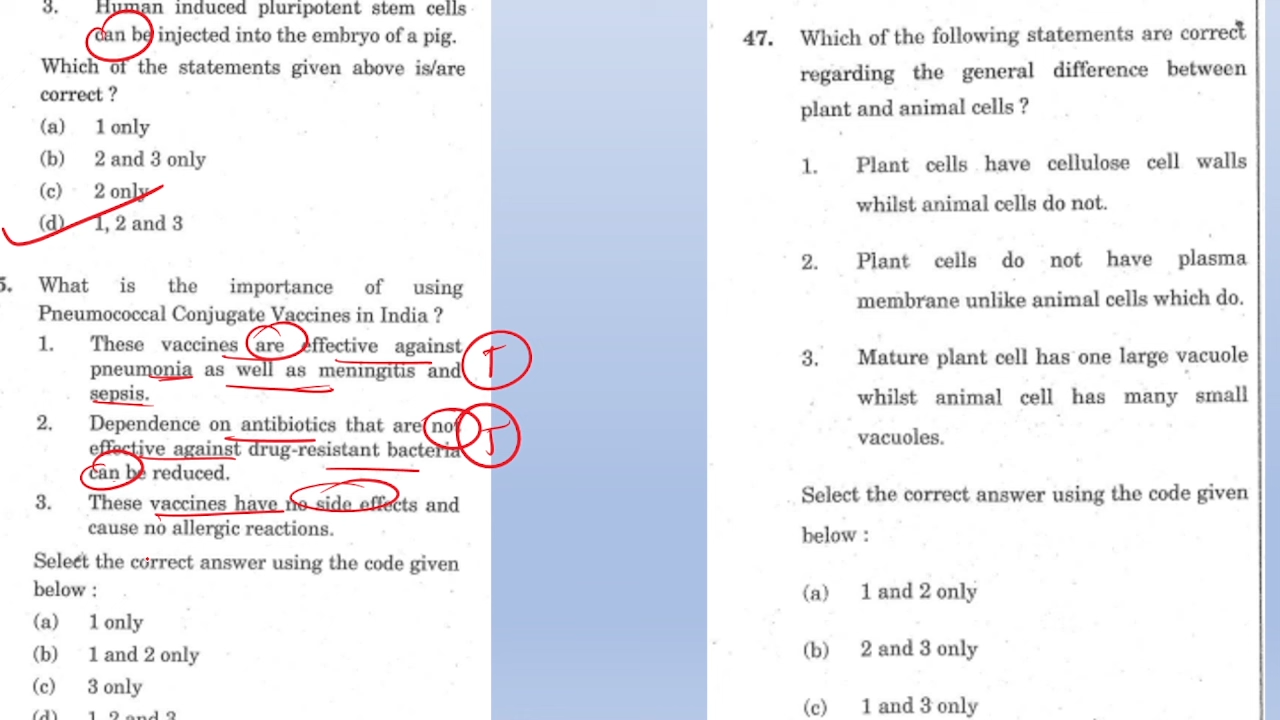 3. Human induced pluripotent stem cells
can be injected into the embryo of a pig.
Which of the statements given above is/are
correct ?
(a) 1 only
(b) 2 and 3 only
(c) 2 only
(d) 1, 2 and 3
5. What is the importance of using
Pneumococcal Conjugate Vaccines in India ?
1. These vaccines are effective against
pneumonia as well as meningitis and
sepsis.
T
2. Dependence on antibiotics that are not
effective against drug-resistant bacteria
can be reduced.
T
3. These vaccines have no side effects and
cause no allergic reactions.
Select the correct answer using the code given
below :
(a) 1 only
(b) 1 and 2 only
(c) 3 only
(d) 1, 2 and 3
47. Which of the following statements are correct
regarding the general difference between
plant and animal cells ?
1. Plant cells have cellulose cell walls
whilst animal cells do not.
2. Plant cells do not have plasma
membrane unlike animal cells which do.
3. Mature plant cell has one large vacuole
whilst animal cell has many small
vacuoles.
Select the correct answer using the code given
below :
(a) 1 and 2 only
(b) 2 and 3 only
(c) 1 and 3 only